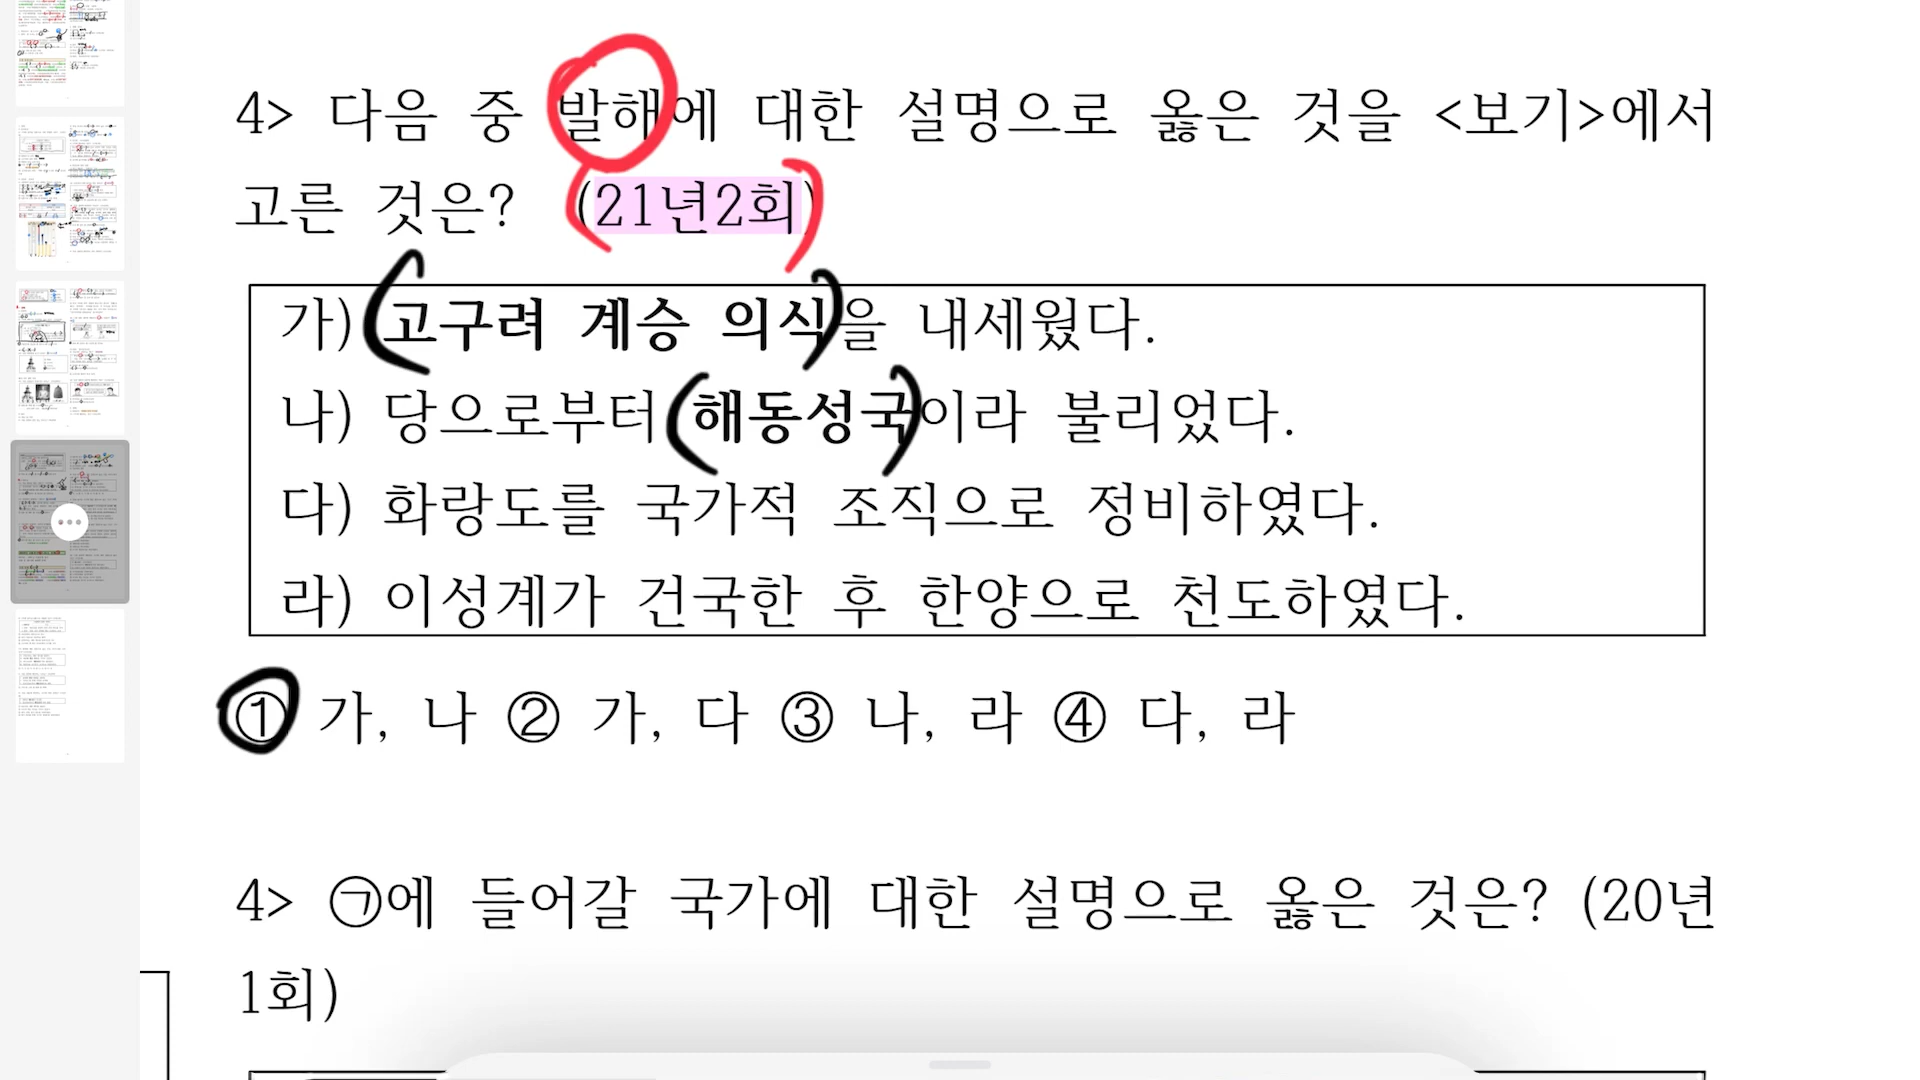 4> 다음 중 발해에 대한 설명으로 옳은 것을 <보기>에서
고른 것은? (21년2회)
가) 고구려 계승 의식을 내세웠다.
나) 당으로부터 해동성국이라 불리었다.
다) 화랑도를 국가적 조직으로 정비하였다.
라) 이성계가 건국한 후 한양으로 천도하였다.
① 가, 나 ② 가, 다 ③ 나, 라 ④ 다, 라
4> ㉠에 들어갈 국가에 대한 설명으로 옳은 것은? (20년
1회)